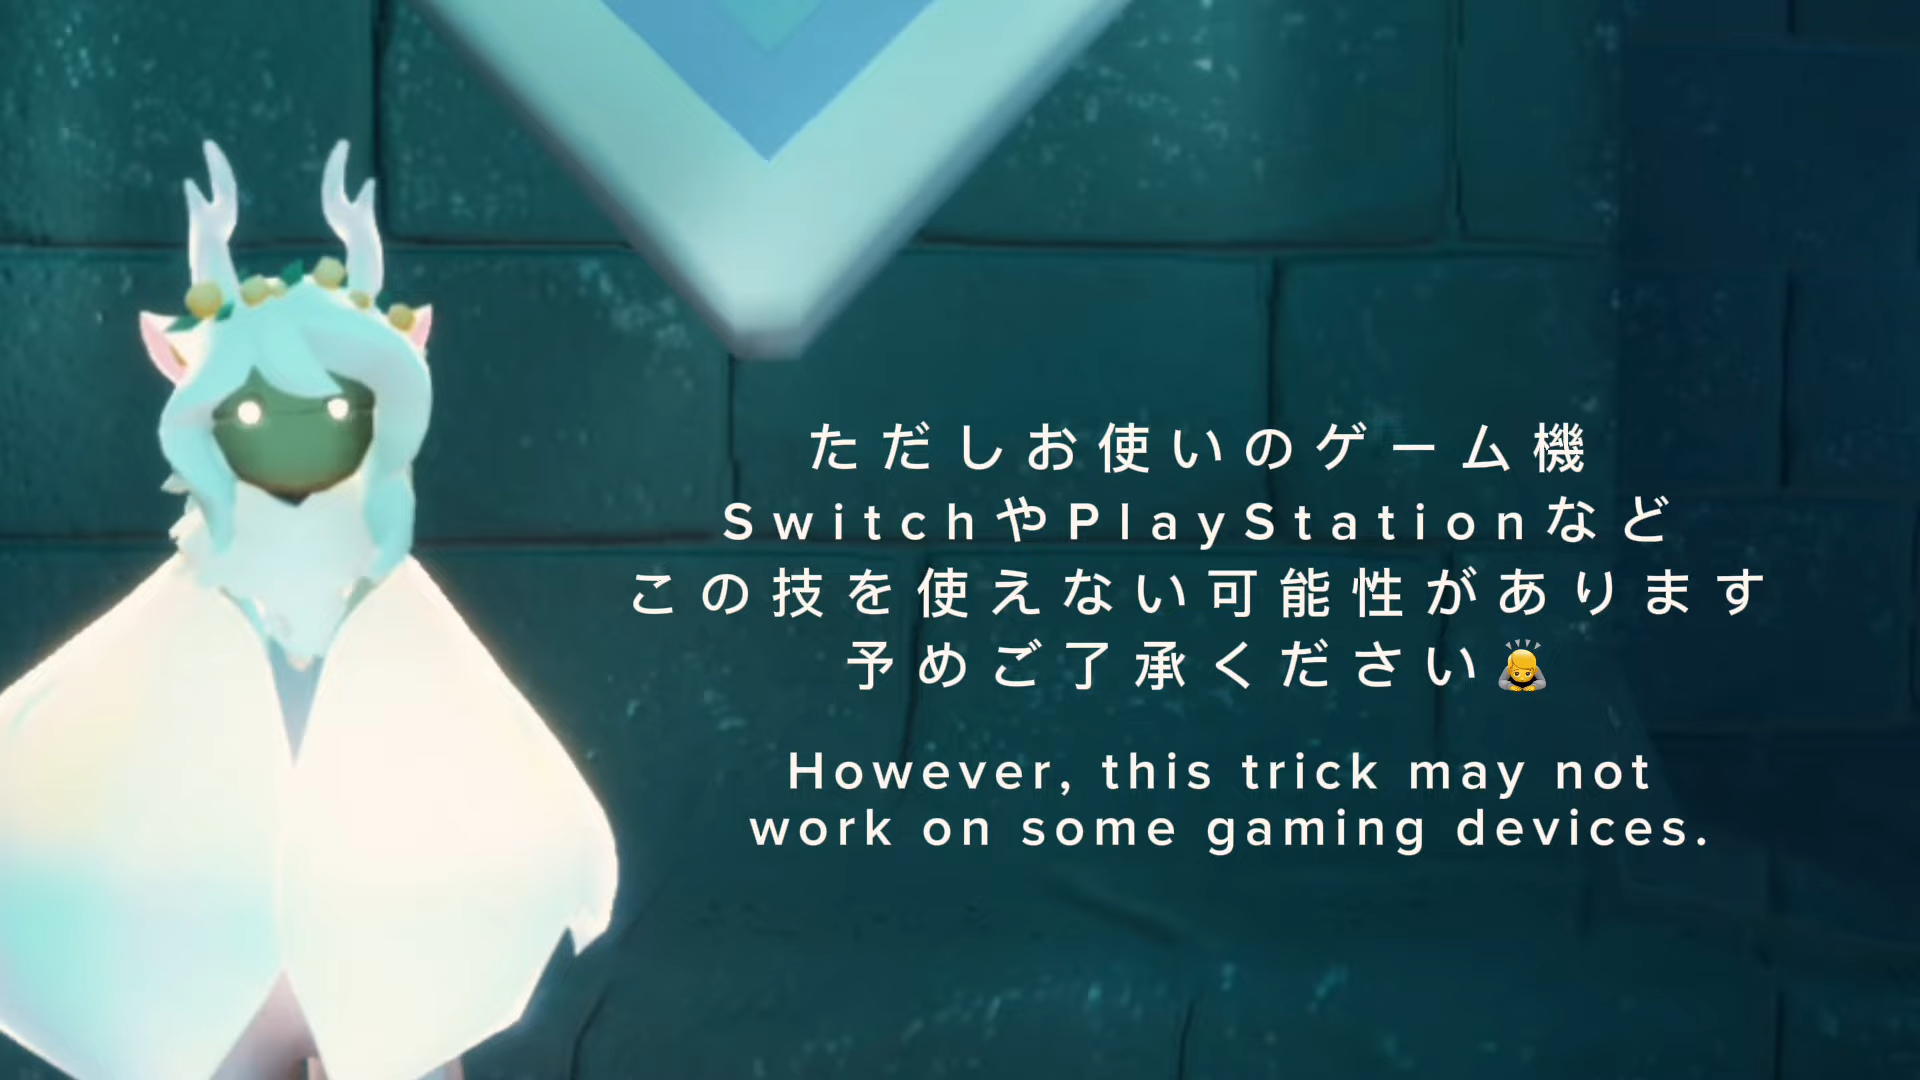 ただしお使いのゲーム機
SwitchやPlayStationなど
この技を使えない可能性があります
予めご了承ください🙇
However, this trick may not
work on some gaming devices.